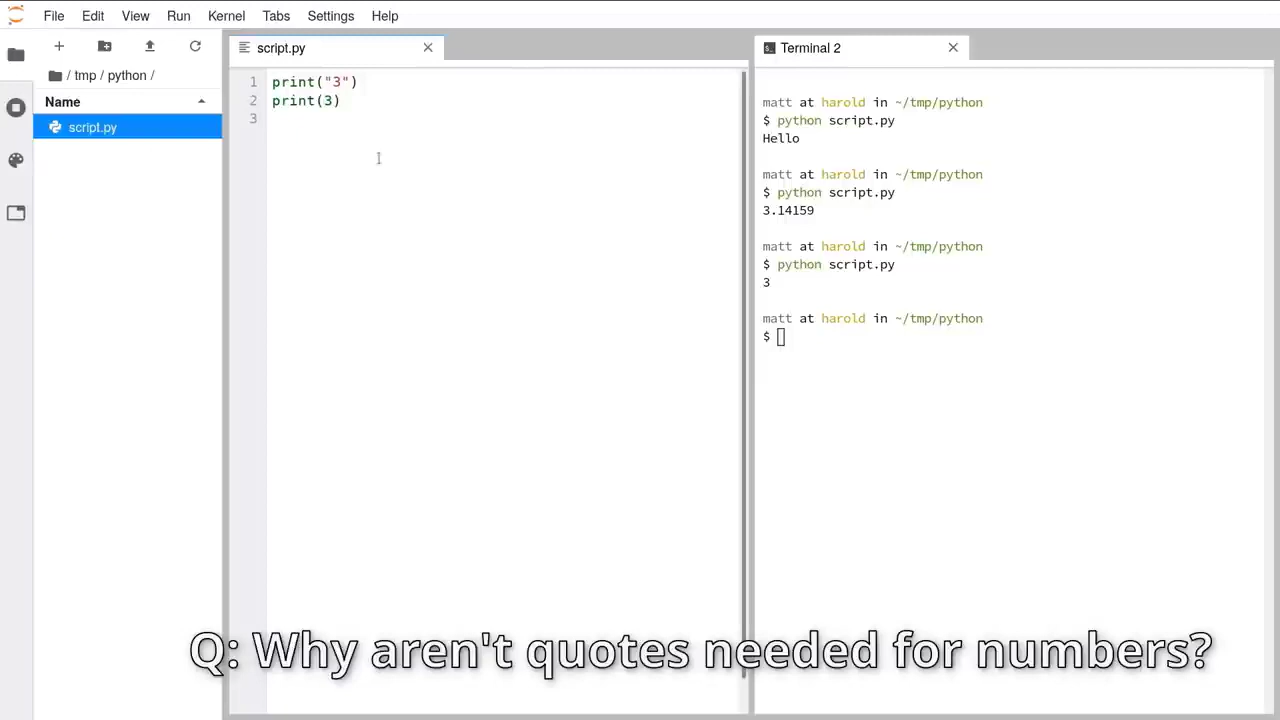 File Edit View Run Kernel Tabs Settings Help
/ tmp / python /
Name
script.py
script.py
1 print("3")
2 print(3)
3
Terminal 2
matt at harold in ~/tmp/python
$ python script.py
Hello
matt at harold in ~/tmp/python
$ python script.py
3.14159
matt at harold in ~/tmp/python
$ python script.py
3
matt at harold in ~/tmp/python
$
Q: Why aren't quotes needed for numbers?